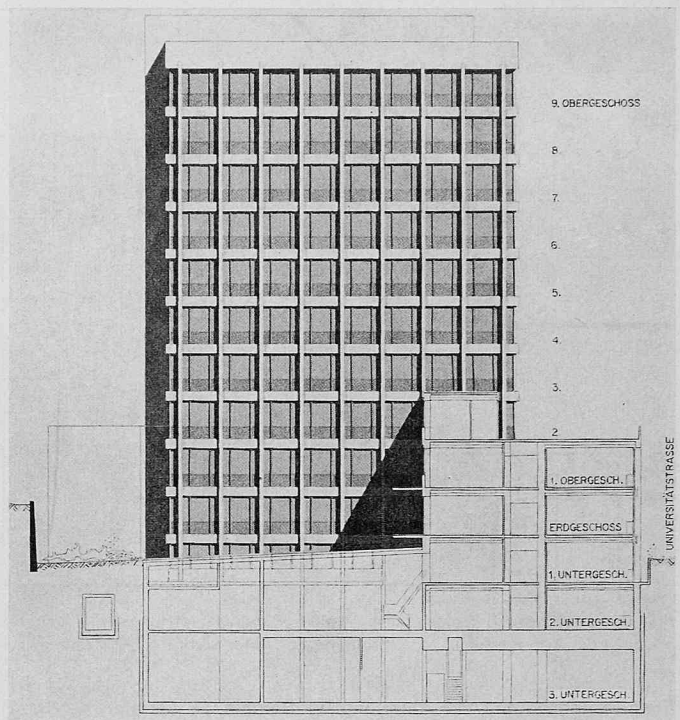 9. OBERGESCHOSS
8.
7.
6.
5.
4.
3.
2
1. OBERGESCH.
ERDGESCHOSS
1. UNTERGESCH.
2. UNTERGESCH.
3. UNTERGESCH.
UNIVERSITÄTSTRASSE